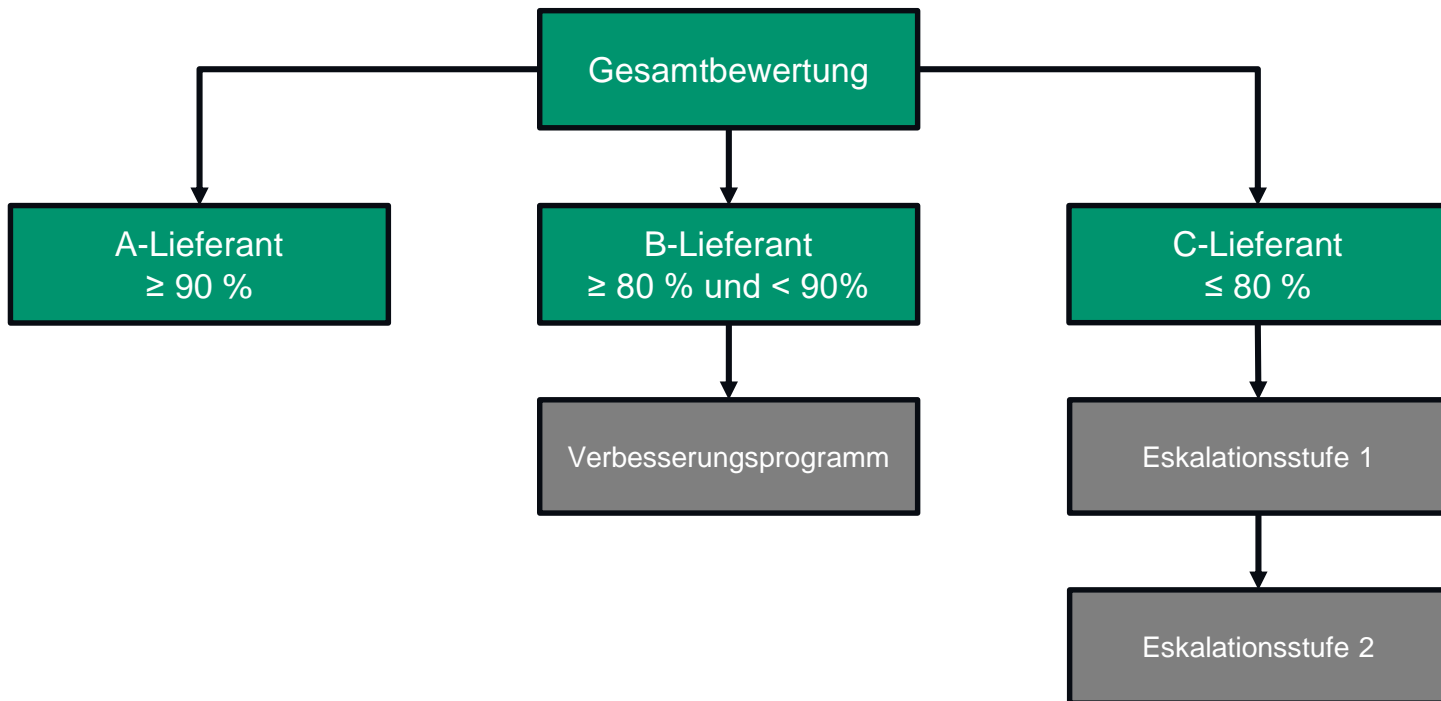 Gesamtbewertung
A-Lieferant
≥ 90 %
B-Lieferant
≥ 80 % und < 90%
C-Lieferant
≤ 80 %
Verbesserungsprogramm
Eskalationsstufe 1
Eskalationsstufe 2